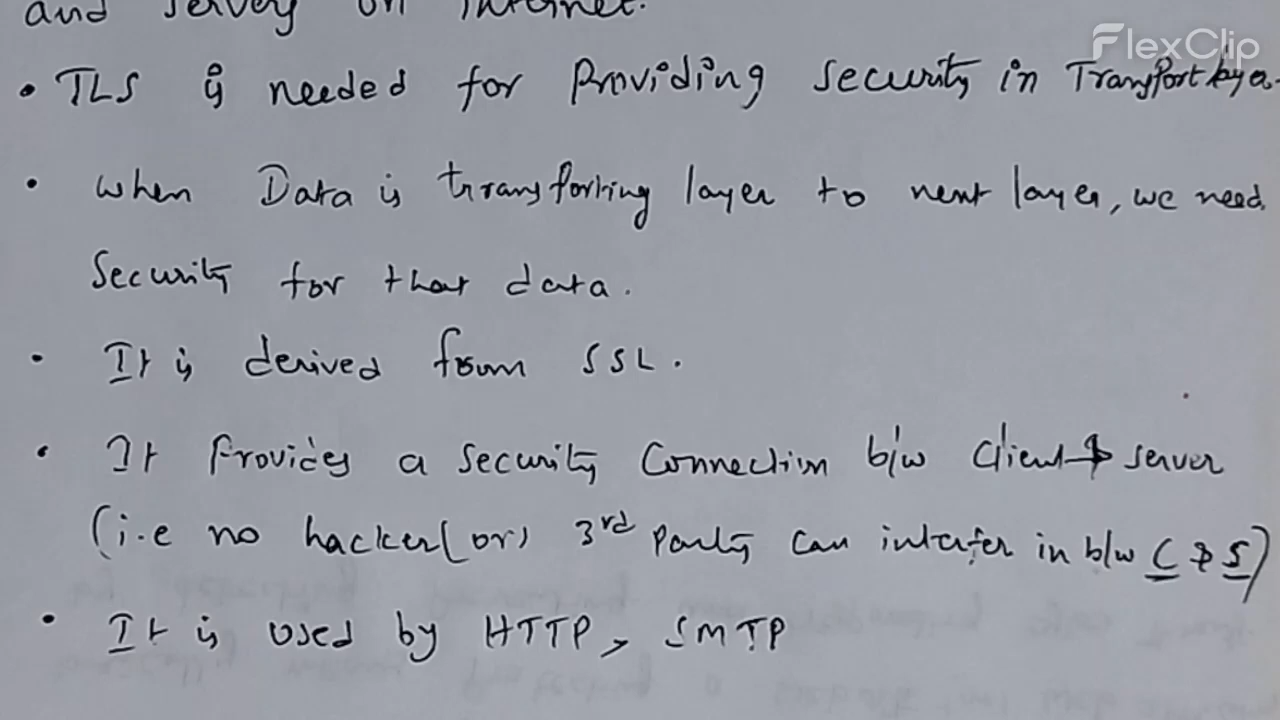 and servers on internet.
FlexClip
• TLS is needed for Providing security in Transport layer.
• when Data is transporting layer to next layer, we need
Security for that data.
• It is derived from SSL.
• It Provides a security Connection b/w client & server
(i.e no hacker (or) 3rd Party can interfer in b/w C & S)
• It is used by HTTP, SMTP